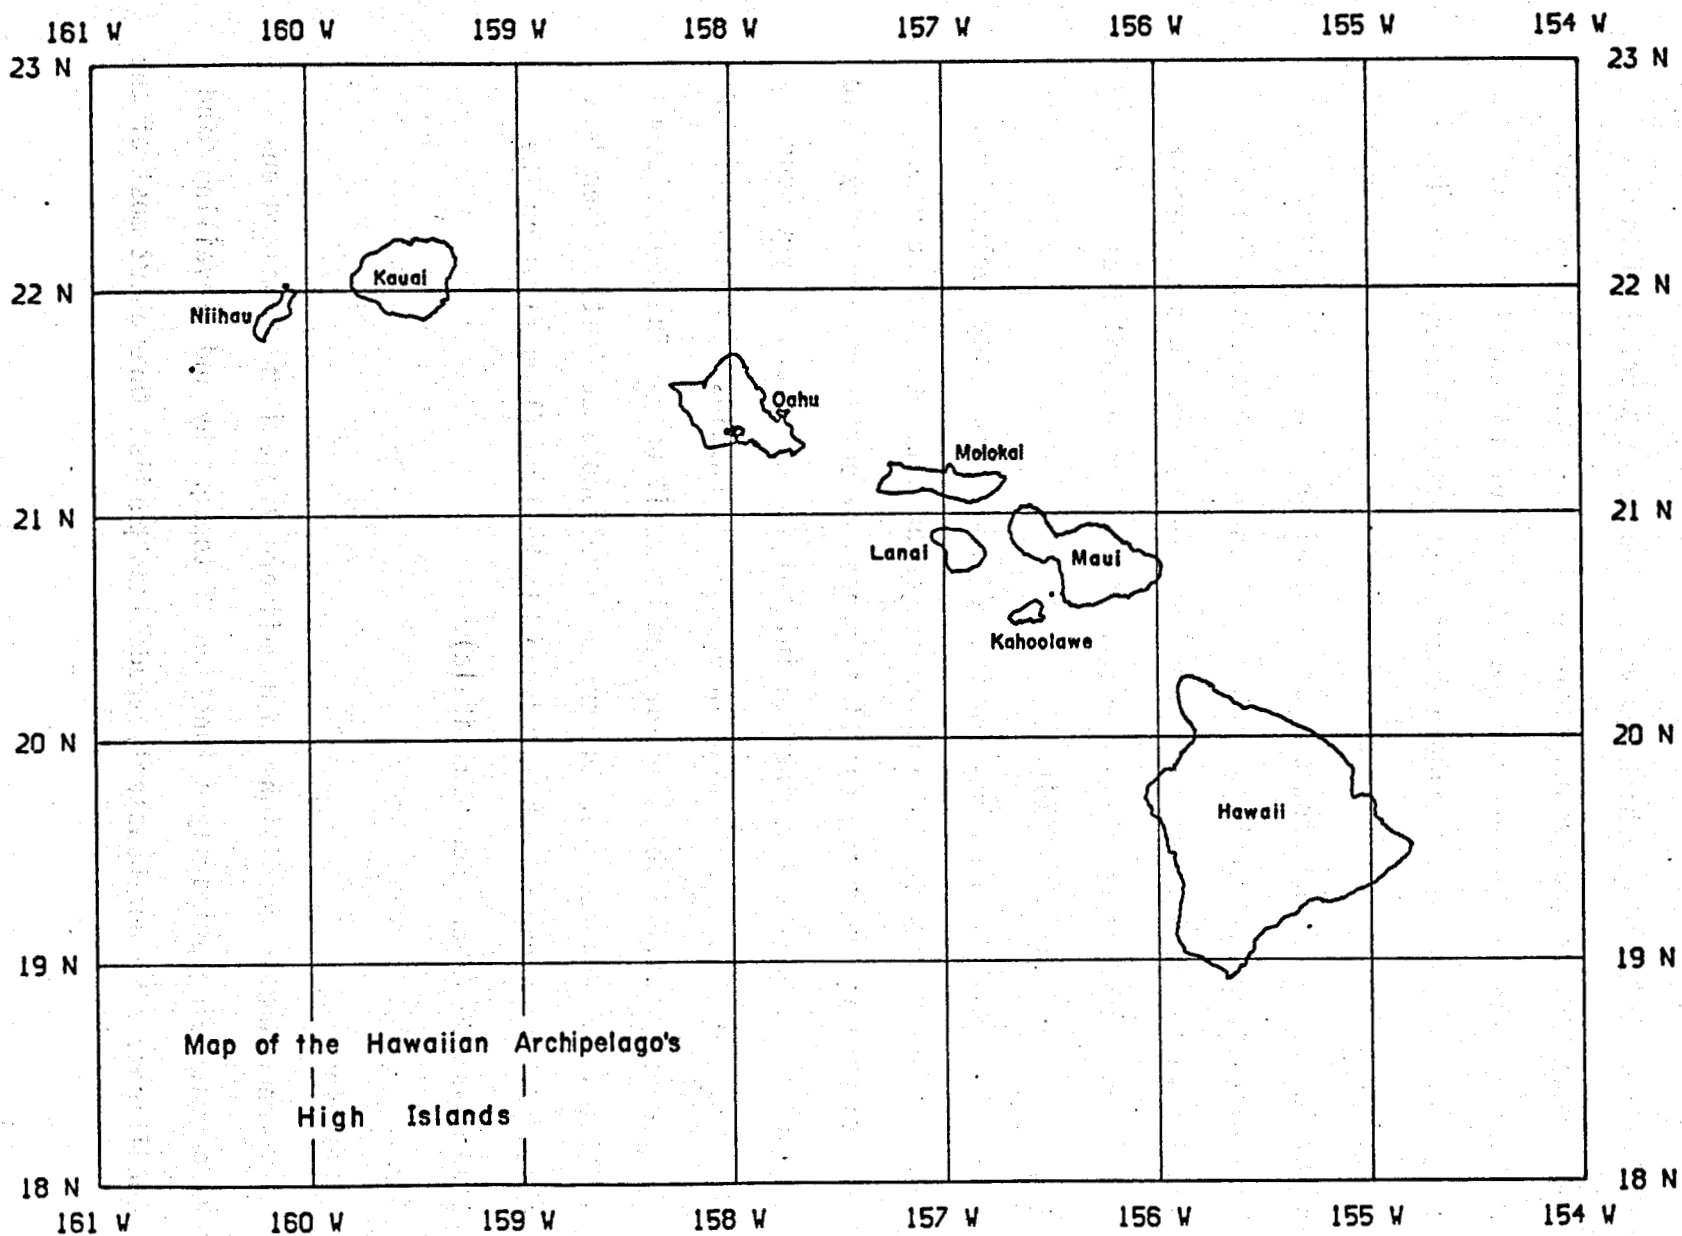 161 W 160 W 159 W 158 W 157 W 156 W 155 W 154 W
23 N 23 N
Kauai
22 N 22 N
Niihau
Oahu
Molokai
21 N 21 N
Lanai Maui
Kahoolawe
20 N 20 N
Hawaii
19 N 19 N
Map of the Hawaiian Archipelago's
High Islands
18 N 18 N
161 W 160 W 159 W 158 W 157 W 156 W 155 W 154 W